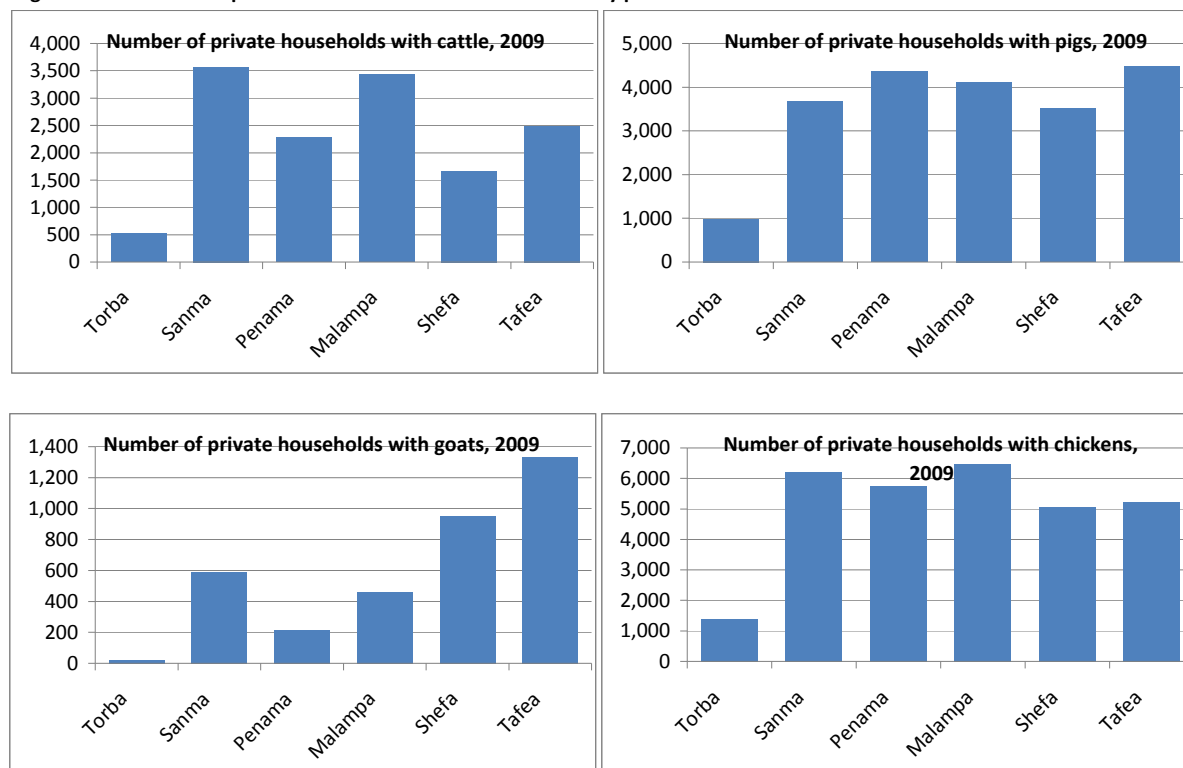 Number of private households with cattle, 2009
4,000
3,500
3,000
2,500
2,000
1,500
1,000
500
0
Torba
Sanma
Penama
Malampa
Shefa
Tafea
Number of private households with pigs, 2009
5,000
4,000
3,000
2,000
1,000
0
Torba
Sanma
Penama
Malampa
Shefa
Tafea
Number of private households with goats, 2009
1,400
1,200
1,000
800
600
400
200
0
Torba
Sanma
Penama
Malampa
Shefa
Tafea
Number of private households with chickens,
2009
7,000
6,000
5,000
4,000
3,000
2,000
1,000
0
Torba
Sanma
Penama
Malampa
Shefa
Tafea